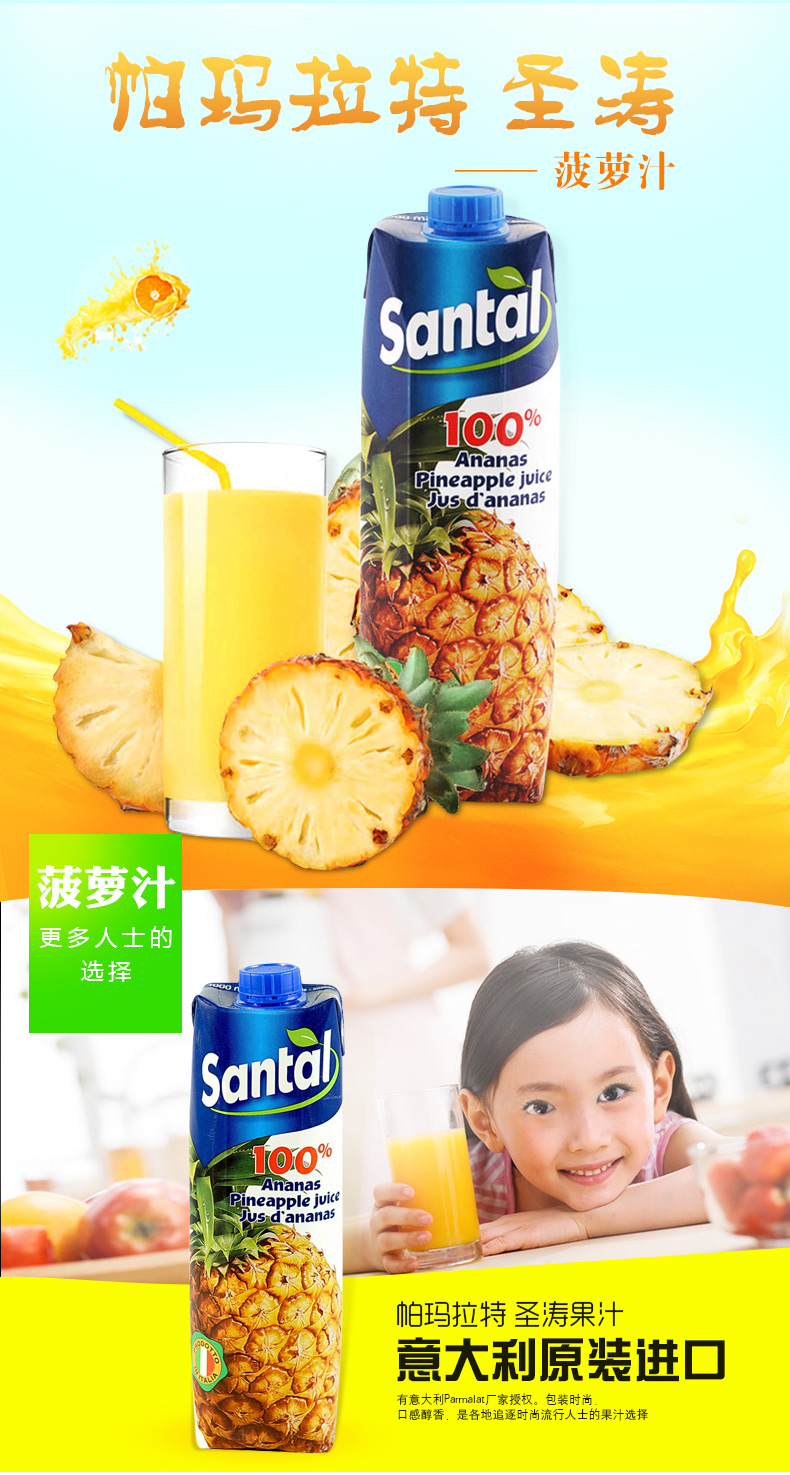 帕玛拉特 圣涛
菠萝汁
Santal
100%
Ananas
Pineapple juice
Jus d'ananas
菠萝汁
更多人士的
选择
Santal
100%
Ananas
Pineapple juice
Jus d'ananas
帕玛拉特 圣涛果汁
意大利原装进口
有意大利Parmalat厂家授权。包装时尚、
口感醇香、是各地追逐时尚流行人士的果汁选择